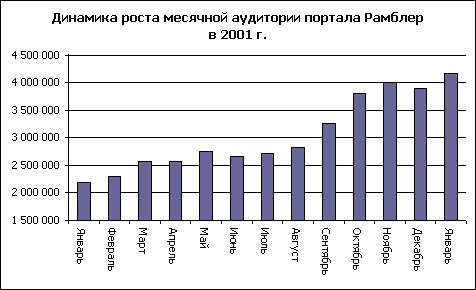 Динамика роста месячной аудитории портала Рамблер
в 2001 г.
4 500 000
4 000 000
3 500 000
3 000 000
2 500 000
2 000 000
1 500 000
Январь
Февраль
Март
Апрель
Май
Июнь
Июль
Август
Сентябрь
Октябрь
Ноябрь
Декабрь
Январь